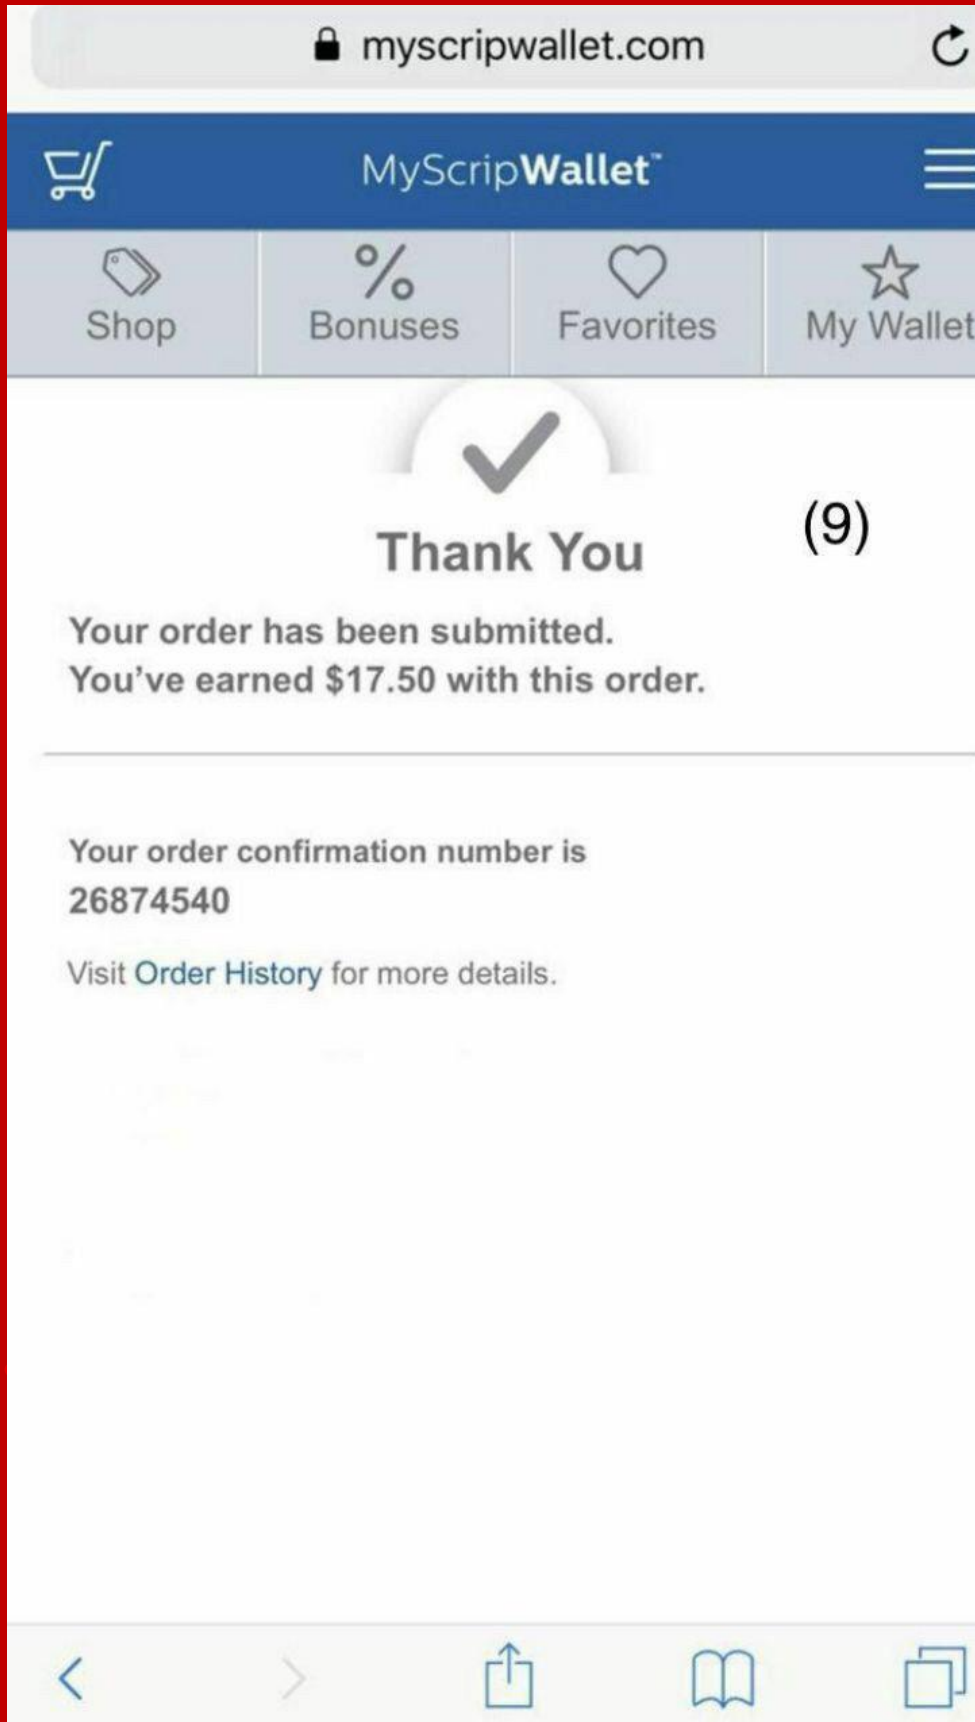 myscripwallet.com
MyScripWallet™
Shop Bonuses Favorites My Wallet
(9)
Thank You
Your order has been submitted.
You’ve earned $17.50 with this order.
Your order confirmation number is
26874540
Visit Order History for more details.